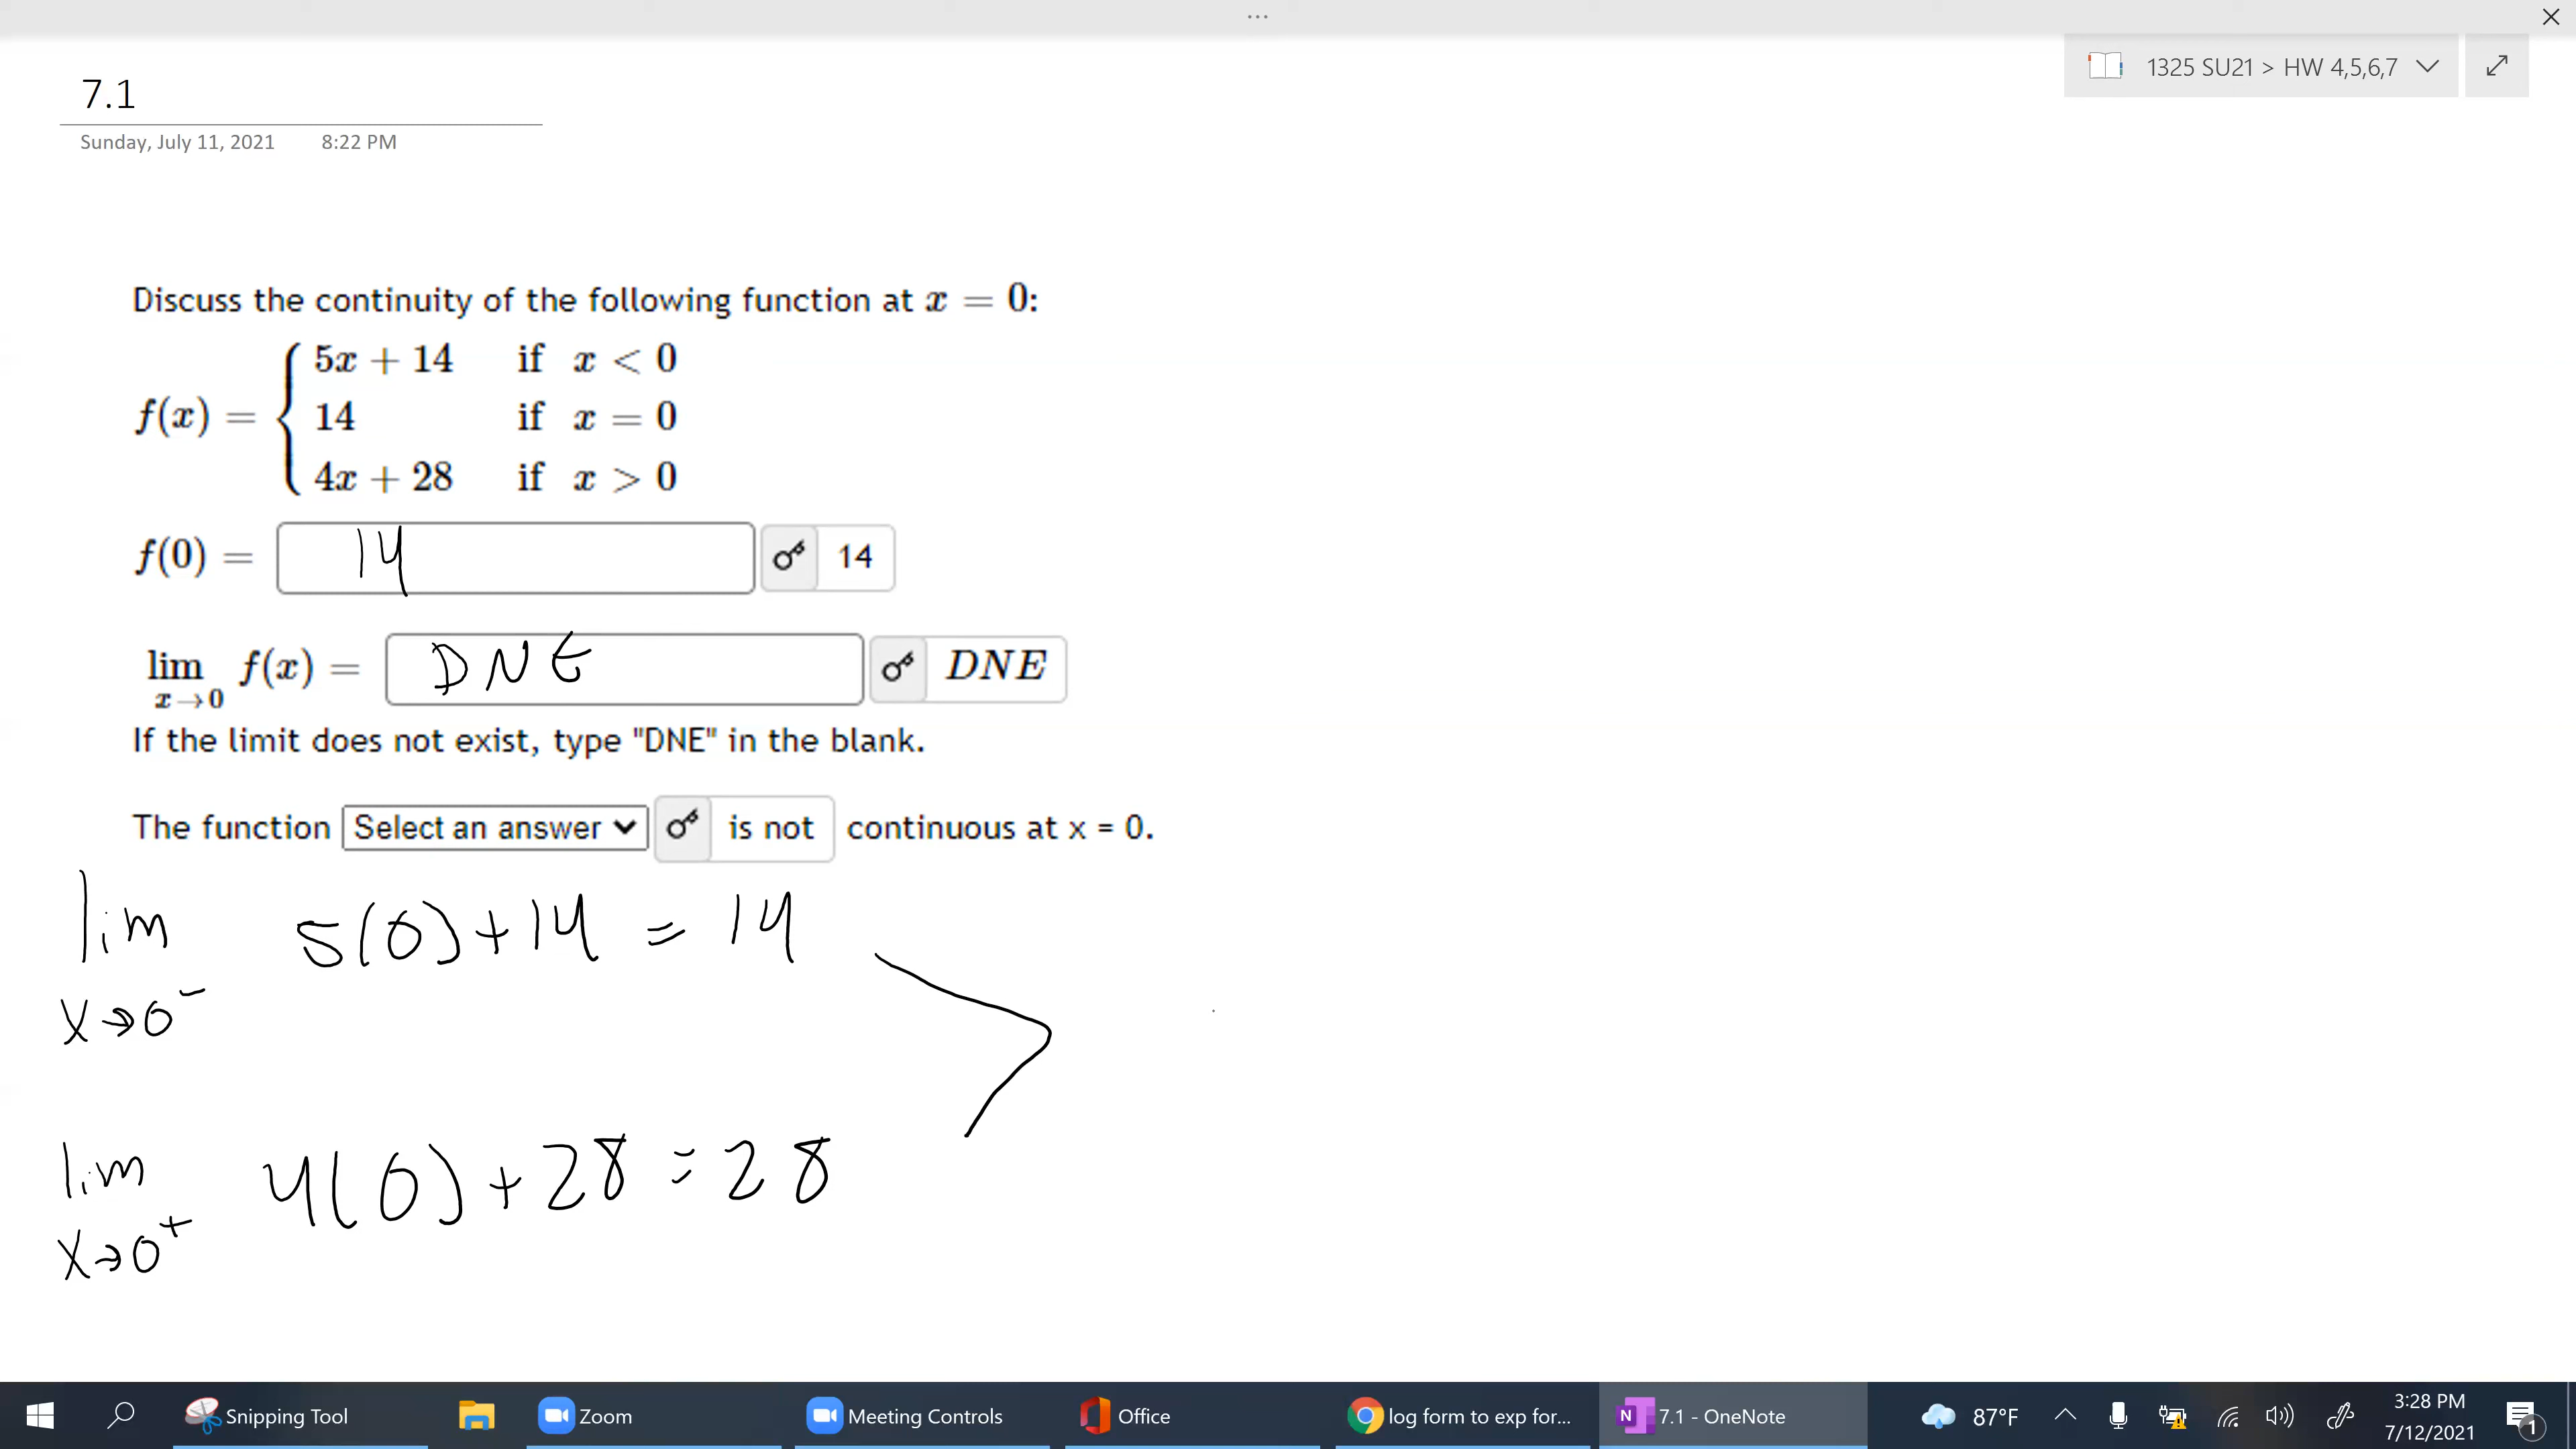 1325 SU21 > HW 4,5,6,7
7.1
Sunday, July 11, 2021 8:22 PM
Discuss the continuity of the following function at x = 0:
5x + 14 if x < 0
f(x) = { 14 if x = 0
4x + 28 if x > 0
f(0) = 14 14
lim x→0 f(x) = DNE DNE
If the limit does not exist, type "DNE" in the blank.
The function Select an answer is not continuous at x = 0.
lim 5(0)+14 = 14
x→0⁻
lim 4(0)+28 = 28
x→0⁺
Snipping Tool Zoom Meeting Controls Office log form to exp for... N 7.1 - OneNote 87°F 3:28 PM
7/12/2021 1